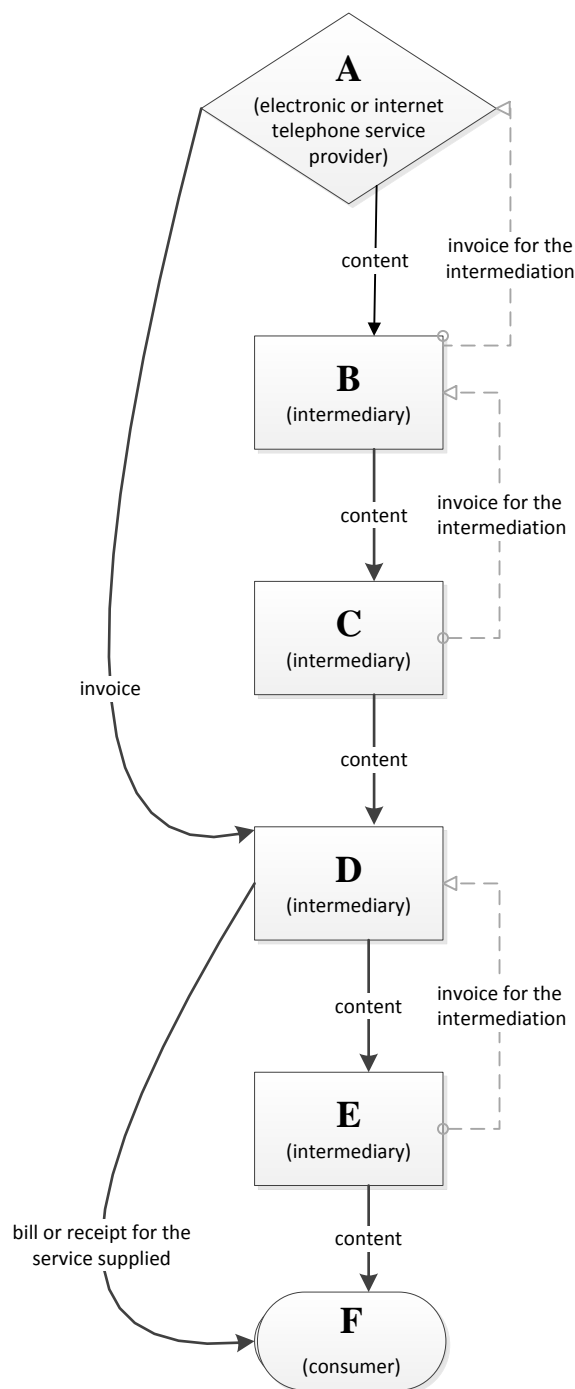 A
(electronic or internet
telephone service
provider)
content
invoice for the
intermediation
B
(intermediary)
content
invoice for the
intermediation
C
(intermediary)
invoice
content
D
(intermediary)
content
invoice for the
intermediation
E
(intermediary)
bill or receipt for the
service supplied
content
F
(consumer)